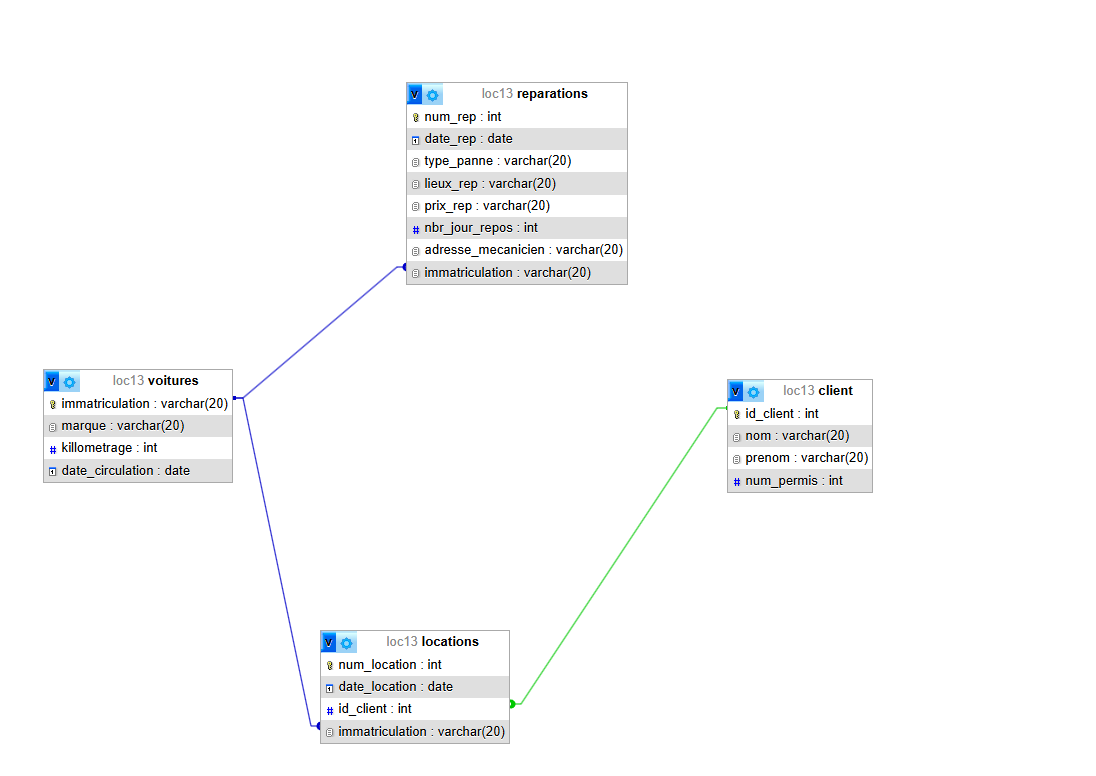 V loc13 reparations
num_rep : int
date_rep : date
type_panne : varchar(20)
lieux_rep : varchar(20)
prix_rep : varchar(20)
# nbr_jour_repos : int
adresse_mecanicien : varchar(20)
immatriculation : varchar(20)
V loc13 voitures
immatriculation : varchar(20)
marque : varchar(20)
# killometrage : int
date_circulation : date
V loc13 client
id_client : int
nom : varchar(20)
prenom : varchar(20)
# num_permis : int
V loc13 locations
num_location : int
date_location : date
# id_client : int
immatriculation : varchar(20)